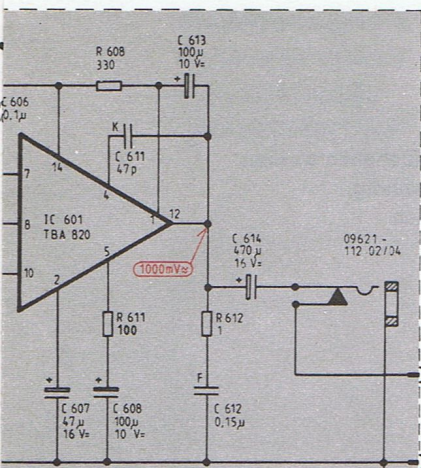 R 608
330
C 613
100µ
10 V=
C 606
0,1µ
K
C 611
47p
14
4
7
1
12
IC 601
TBA 820
8
10
2
5
1000mV≈
C 614
470µ
16 V=
09621-
112-02/04
R 611
100
R 612
1
F
C 607
47µ
16 V=
C 608
100µ
10 V=
C 612
0,15µ